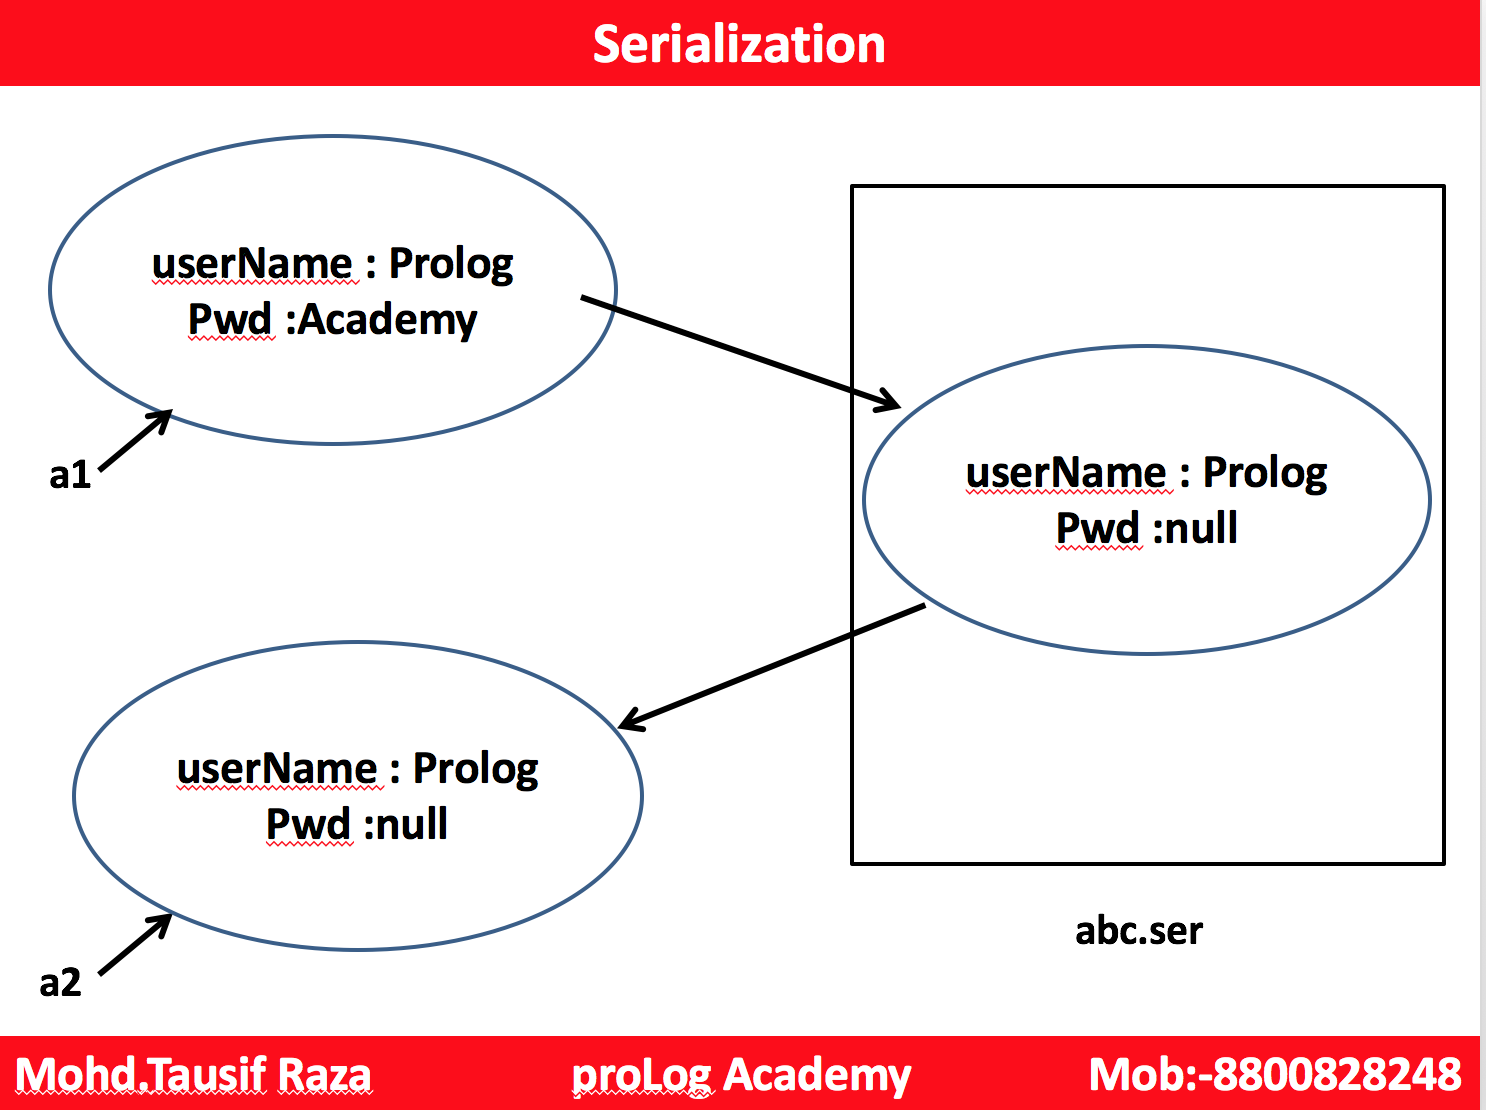 Serialization
userName : Prolog
Pwd :Academy
a1
userName : Prolog
Pwd :null
userName : Prolog
Pwd :null
a2
abc.ser
Mohd.Tausif Raza
proLog Academy
Mob:-8800828248